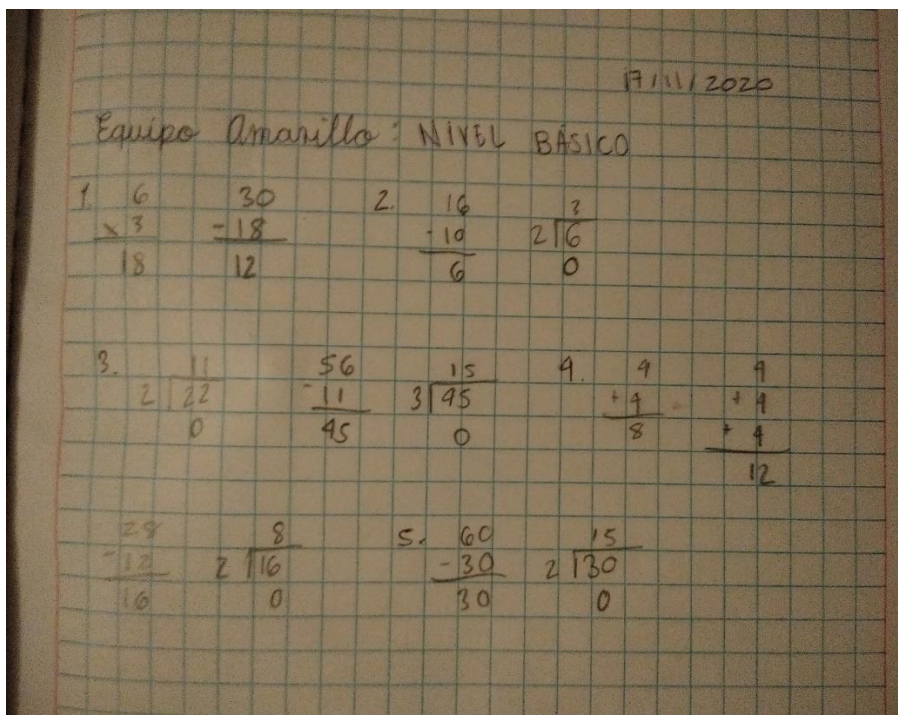 17/11/2020
Equipo Amarillo: NIVEL BÁSICO
1. 6 30 2. 16 3
x 3 - 18 - 10 2 6
18 12 6 0
3. 11 56 15 4. 4 4
2 22 - 11 3 45 + 4 + 4
0 45 0 8 + 4
12
28 8 5. 60 15
- 12 2 16 - 30 2 30
16 0 30 0